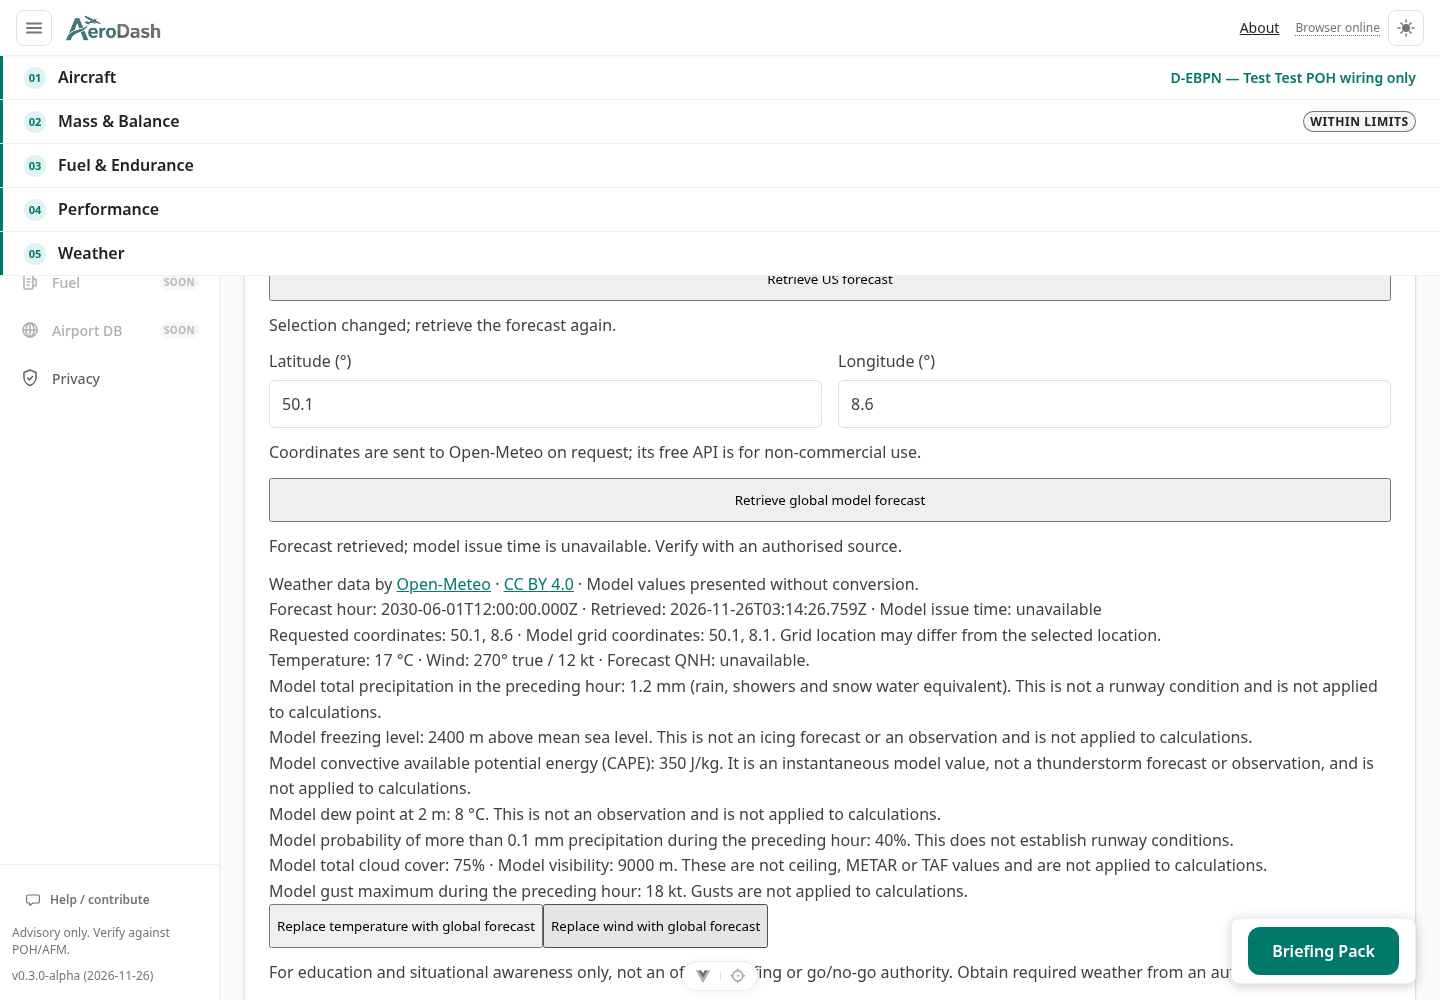 AeroDash
About
Browser online
01 Aircraft
D-EBPN — Test Test POH wiring only
02 Mass & Balance
WITHIN LIMITS
03 Fuel & Endurance
04 Performance
05 Weather
Fuel SOON
Airport DB SOON
Privacy
Retrieve US forecast
Selection changed; retrieve the forecast again.
Latitude (°)
Longitude (°)
50.1
8.6
Coordinates are sent to Open-Meteo on request; its free API is for non-commercial use.
Retrieve global model forecast
Forecast retrieved; model issue time is unavailable. Verify with an authorised source.
Weather data by Open-Meteo · CC BY 4.0 · Model values presented without conversion.
Forecast hour: 2030-06-01T12:00:00.000Z · Retrieved: 2026-11-26T03:14:26.759Z · Model issue time: unavailable
Requested coordinates: 50.1, 8.6 · Model grid coordinates: 50.1, 8.1. Grid location may differ from the selected location.
Temperature: 17 °C · Wind: 270° true / 12 kt · Forecast QNH: unavailable.
Model total precipitation in the preceding hour: 1.2 mm (rain, showers and snow water equivalent). This is not a runway condition and is not applied
to calculations.
Model freezing level: 2400 m above mean sea level. This is not an icing forecast or an observation and is not applied to calculations.
Model convective available potential energy (CAPE): 350 J/kg. It is an instantaneous model value, not a thunderstorm forecast or observation, and is
not applied to calculations.
Model dew point at 2 m: 8 °C. This is not an observation and is not applied to calculations.
Model probability of more than 0.1 mm precipitation during the preceding hour: 40%. This does not establish runway conditions.
Model total cloud cover: 75% · Model visibility: 9000 m. These are not ceiling, METAR or TAF values and are not applied to calculations.
Model gust maximum during the preceding hour: 18 kt. Gusts are not applied to calculations.
Replace temperature with global forecast
Replace wind with global forecast
For education and situational awareness only, not an of fing or go/no-go authority. Obtain required weather from an
Help / contribute
Advisory only. Verify against
POH/AFM.
v0.3.0-alpha (2026-11-26)
Briefing Pack